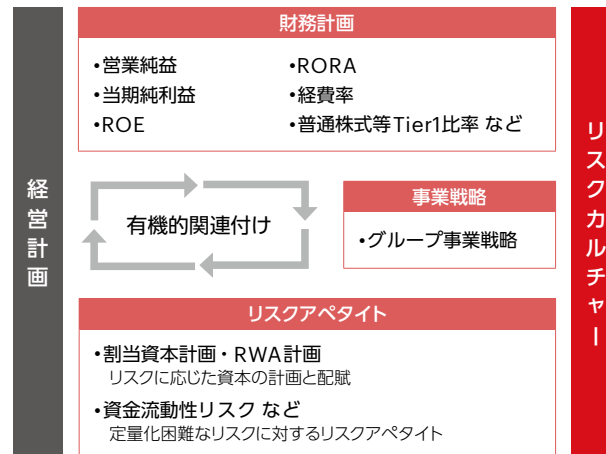 経営計画
財務計画
•営業純益
•当期純利益
•ROE
•RORA
•経費率
•普通株式等Tier1比率 など
有機的関連付け
事業戦略
•グループ事業戦略
リスクアペタイト
•割当資本計画・RWA計画
リスクに応じた資本の計画と配賦
•資金流動性リスク など
定量化困難なリスクに対するリスクアペタイト
リスクカルチャー